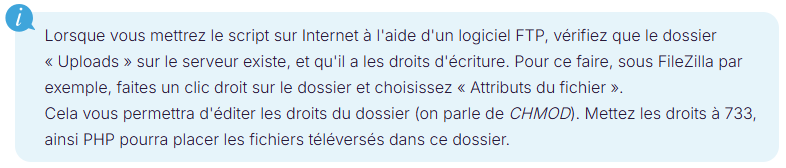 i
Lorsque vous mettrez le script sur Internet à l'aide d'un logiciel FTP, vérifiez que le dossier
« Uploads » sur le serveur existe, et qu'il a les droits d'écriture. Pour ce faire, sous FileZilla par
exemple, faites un clic droit sur le dossier et choisissez « Attributs du fichier ».
Cela vous permettra d'éditer les droits du dossier (on parle de CHMOD). Mettez les droits à 733,
ainsi PHP pourra placer les fichiers téléversés dans ce dossier.